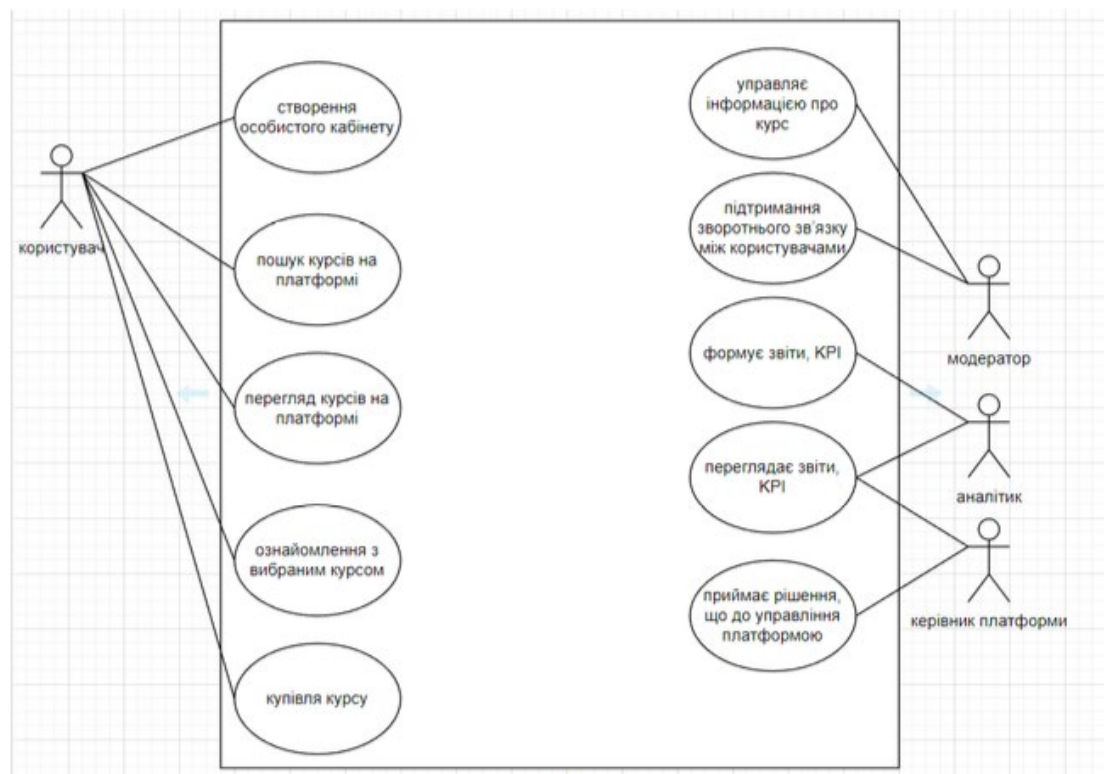 створення
особистого кабінету
користувач
пошук курсів на
платформі
перегляд курсів на
платформі
ознайомлення з
вибраним курсом
купівля курсу
управляє
інформацією про
курс
підтримання
зворотнього зв'язку
між користувачами
модератор
формує звіти, KPI
переглядає звіти,
KPI
аналітик
приймає рішення,
що до управління
платформою
керівник платформи